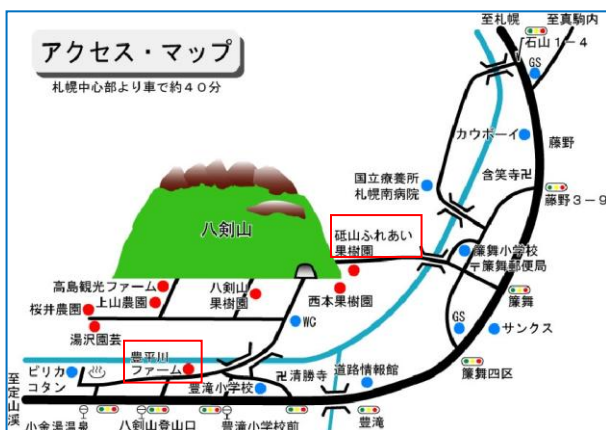 アクセス・マップ
札幌中心部より車で約４０分
至札幌
至真駒内
石山１－４
GS
カウボーイ
藤野
国立療養所
札幌南病院
含笑寺卍
藤野３－９
八剣山
砥山ふれあい
果樹園
簾舞小学校
〒簾舞郵便局
簾舞
高島観光ファーム
上山農園
八剣山
果樹園
西本果樹園
桜井農園
湯沢園芸
WC
GS
サンクス
豊平川
ファーム
ピリカ
コタン
豊滝小学校
卍清勝寺
道路情報館
簾舞四区
至定山渓
小金湯温泉
八剣山登山口
豊滝小学校前
豊滝